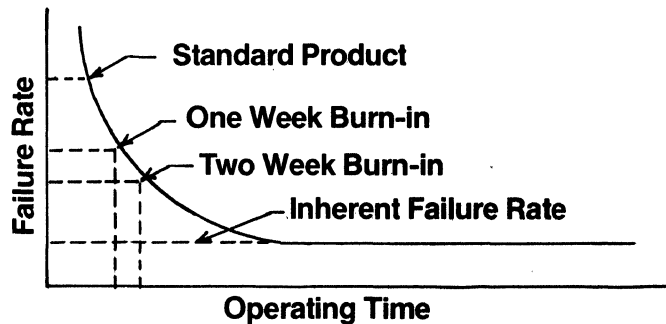 Standard Product
One Week Burn-in
Two Week Burn-in
Inherent Failure Rate
Failure Rate
Operating Time